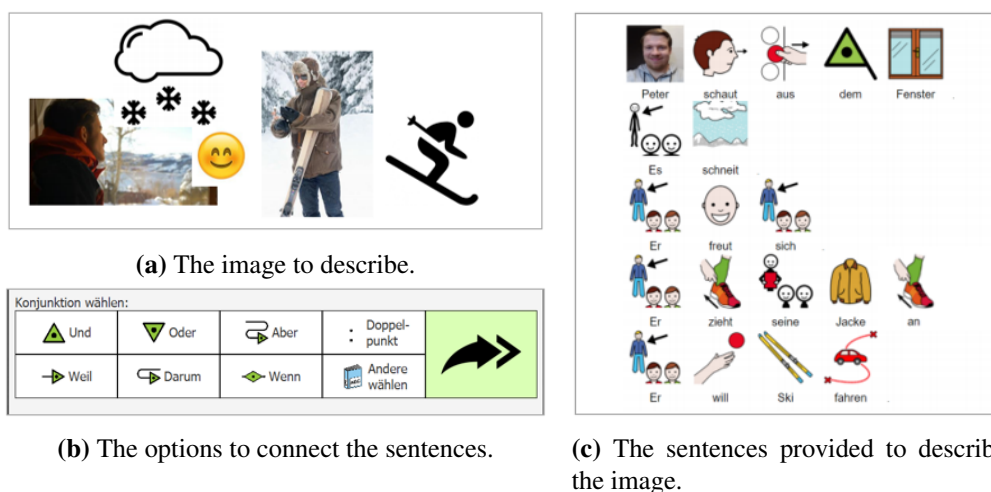 (a) The image to describe.
Konjunktion wählen:
Und Oder Aber Doppel-
punkt
Weil Darum Wenn Andere
wählen
(b) The options to connect the sentences.
Peter schaut aus dem Fenster .
Es schneit
Er freut sich .
Er zieht seine Jacke an
Er will Ski fahren
(c) The sentences provided to describ
the image.